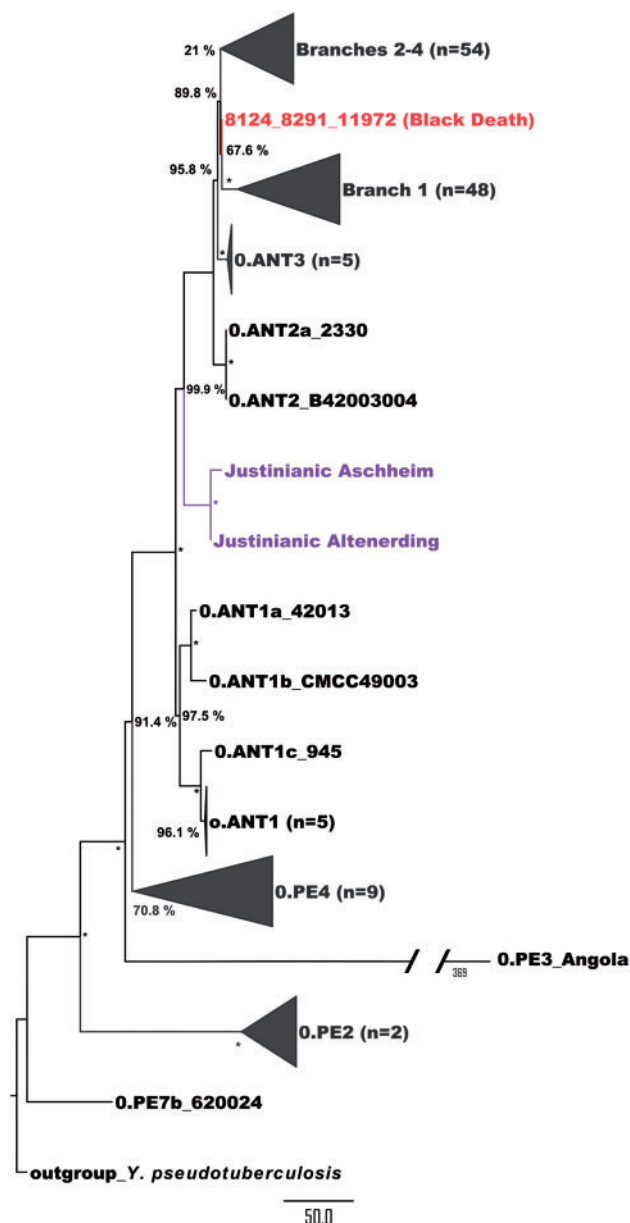 Branches 2-4 (n=54)
21 %
89.8 %
8124_8291_11972 (Black Death)
67.6 %
95.8 %
*
Branch 1 (n=48)
*
0.ANT3 (n=5)
0.ANT2a_2330
*
99.9 %
0.ANT2_B42003004
Justinianic Aschheim
*
Justinianic Altenerding
*
0.ANT1a_42013
*
0.ANT1b_CMCC49003
91.4 %
97.5 %
0.ANT1c_945
*
96.1 %
o.ANT1 (n=5)
*
0.PE4 (n=9)
70.8 %
0.PE3_Angola
369
*
0.PE2 (n=2)
*
0.PE7b_620024
outgroup_Y. pseudotuberculosis
50.0